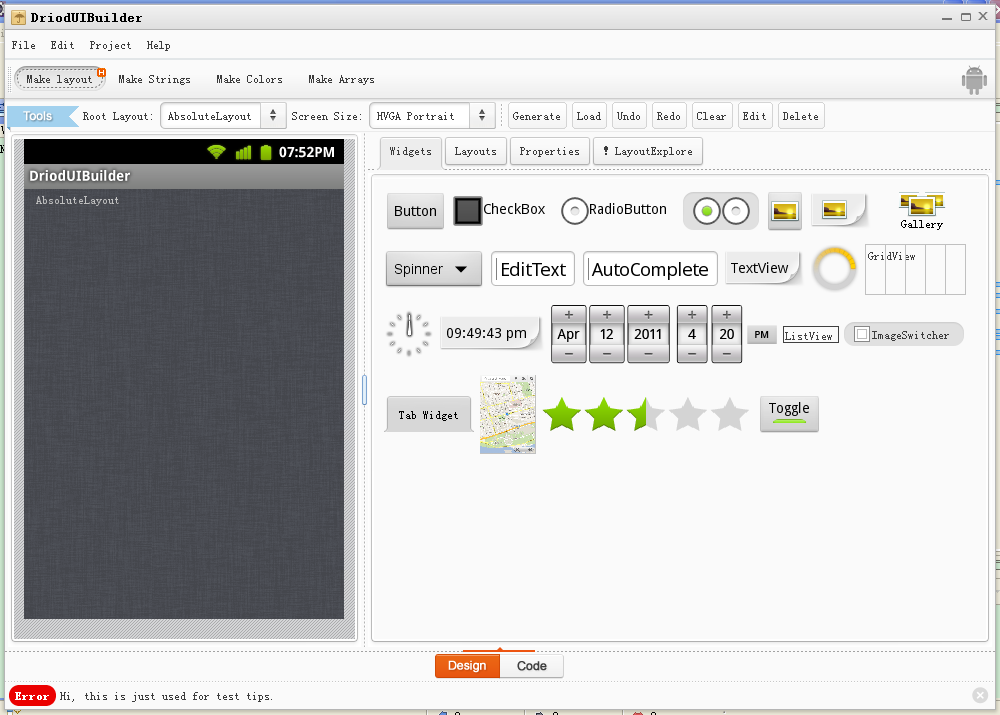 DriodUIBuilder
File Edit Project Help
Make layout H Make Strings Make Colors Make Arrays
Tools Root Layout: AbsoluteLayout Screen Size: HVGA Portrait Generate Load Undo Redo Clear Edit Delete
07:52PM
DriodUIBuilder
AbsoluteLayout
Widgets Layouts Properties ! LayoutExplore
Button CheckBox RadioButton Gallery
Spinner EditText AutoComplete TextView GridView
09:49:43 pm + + + + +
Apr 12 2011 4 20 PM ListView ImageSwitcher
− − − − −
Tab Widget Toggle
Design Code
Error Hi, this is just used for test tips.